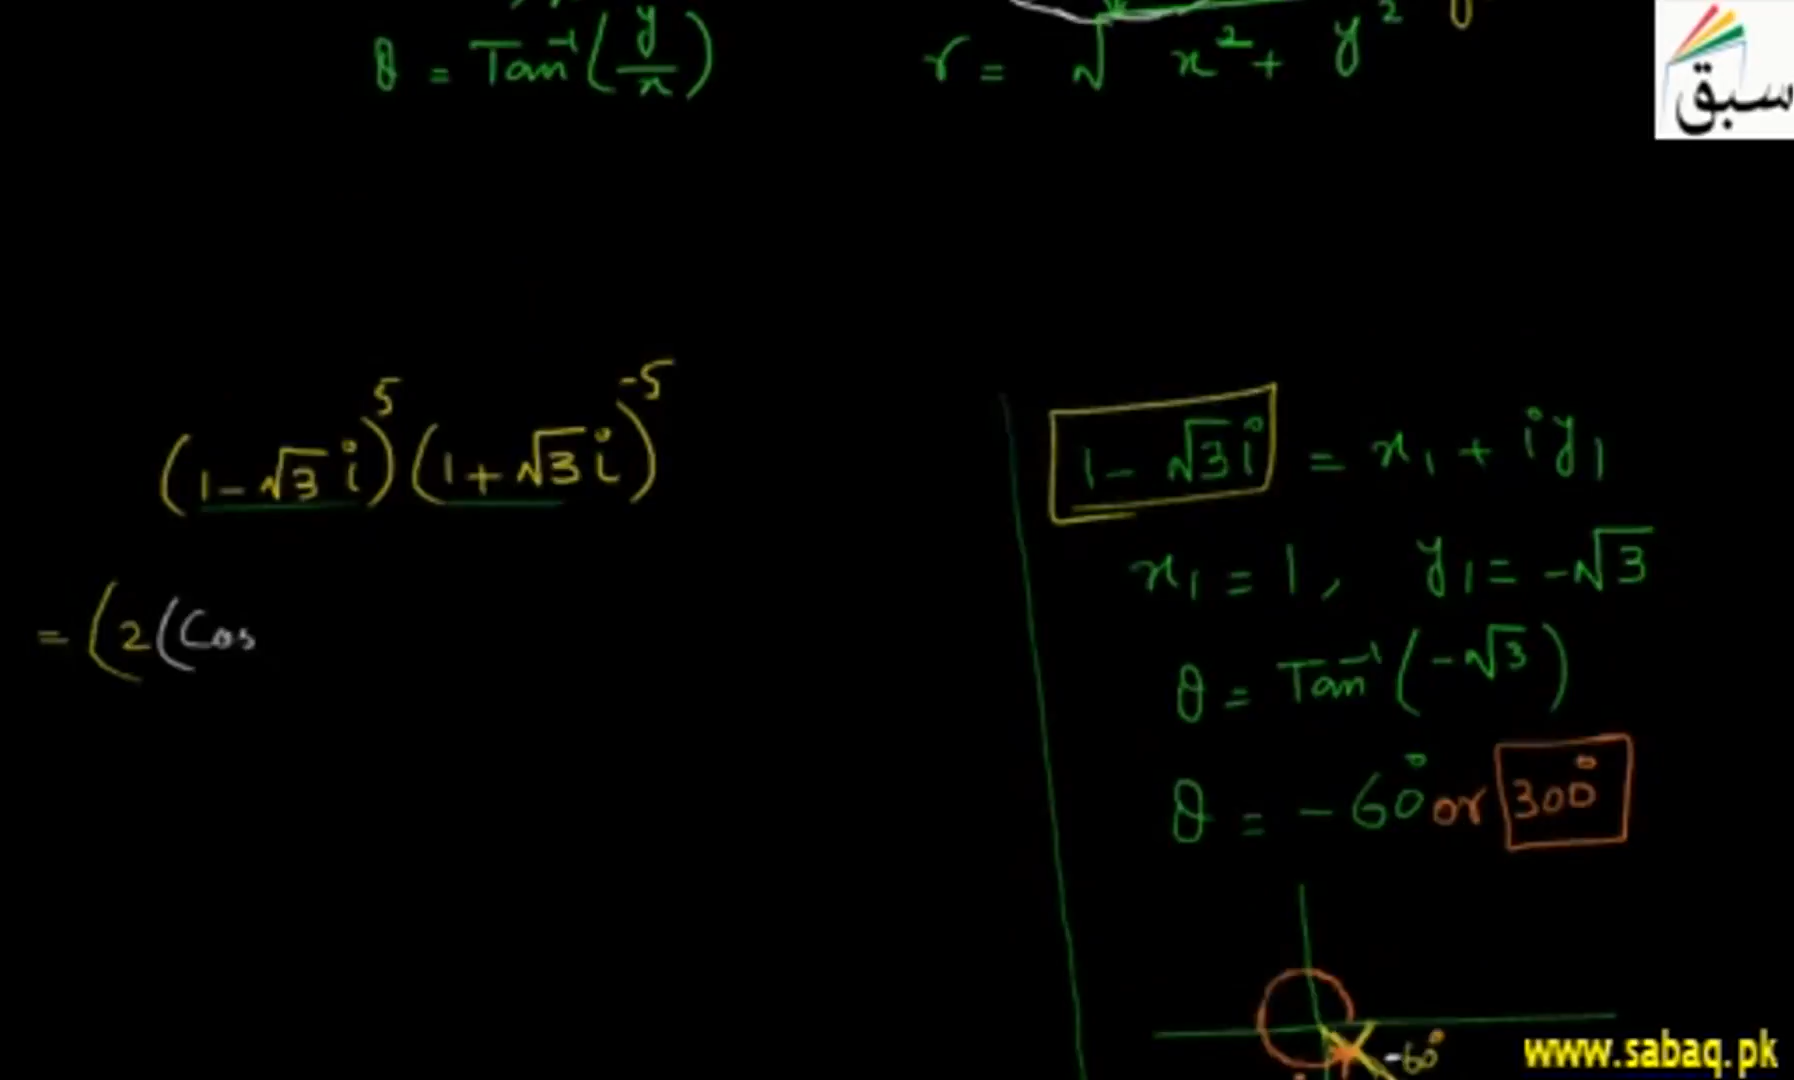 θ = Tan⁻¹(y/x) r = √x² + y²
سبق
(1-√3 i)⁵ (1+√3 i)⁻⁵
= (2(Cos
1-√3 i = x₁ + iy₁
x₁ = 1, y₁ = -√3
θ = Tan⁻¹(-√3)
θ = -60° or 300°
-60°
www.sabaq.pk